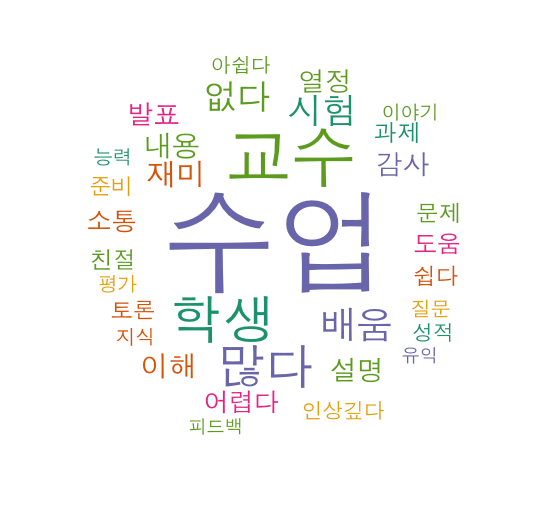 아쉽다
없다 열정
발표 시험 이야기
내용 교수 과제
능력 재미 감사
준비
소통 수업 문제
친절 도움
평가 쉽다
토론 학생 배움 질문
지식 성적
이해 많다 설명 유익
어렵다 인상깊다
피드백